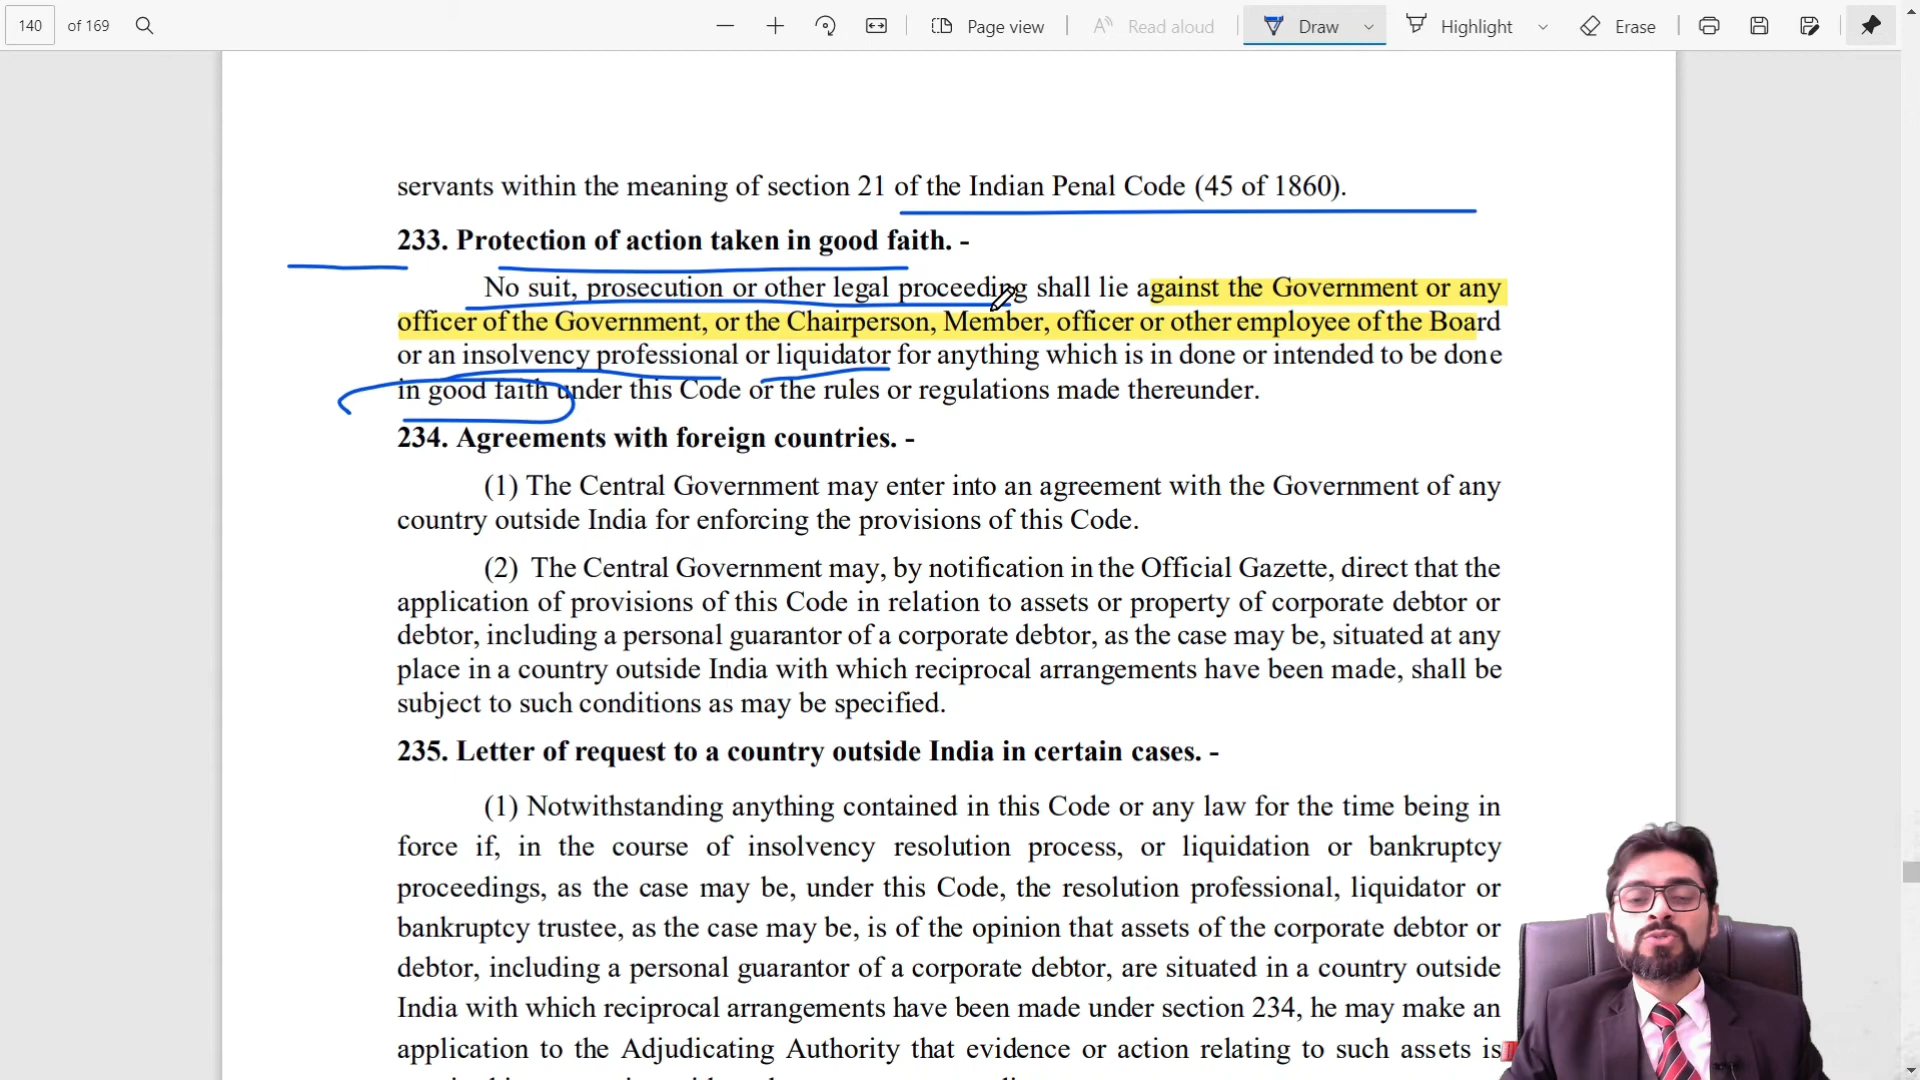 140 of 169 Page view Read aloud Draw Highlight Erase
servants within the meaning of section 21 of the Indian Penal Code (45 of 1860).
233. Protection of action taken in good faith. -
No suit, prosecution or other legal proceeding shall lie against the Government or any
officer of the Government, or the Chairperson, Member, officer or other employee of the Board
or an insolvency professional or liquidator for anything which is in done or intended to be done
in good faith under this Code or the rules or regulations made thereunder.
234. Agreements with foreign countries. -
(1) The Central Government may enter into an agreement with the Government of any
country outside India for enforcing the provisions of this Code.
(2) The Central Government may, by notification in the Official Gazette, direct that the
application of provisions of this Code in relation to assets or property of corporate debtor or
debtor, including a personal guarantor of a corporate debtor, as the case may be, situated at any
place in a country outside India with which reciprocal arrangements have been made, shall be
subject to such conditions as may be specified.
235. Letter of request to a country outside India in certain cases. -
(1) Notwithstanding anything contained in this Code or any law for the time being in
force if, in the course of insolvency resolution process, or liquidation or bankruptcy
proceedings, as the case may be, under this Code, the resolution professional, liquidator or
bankruptcy trustee, as the case may be, is of the opinion that assets of the corporate debtor or
debtor, including a personal guarantor of a corporate debtor, are situated in a country outside
India with which reciprocal arrangements have been made under section 234, he may make an
application to the Adjudicating Authority that evidence or action relating to such assets is